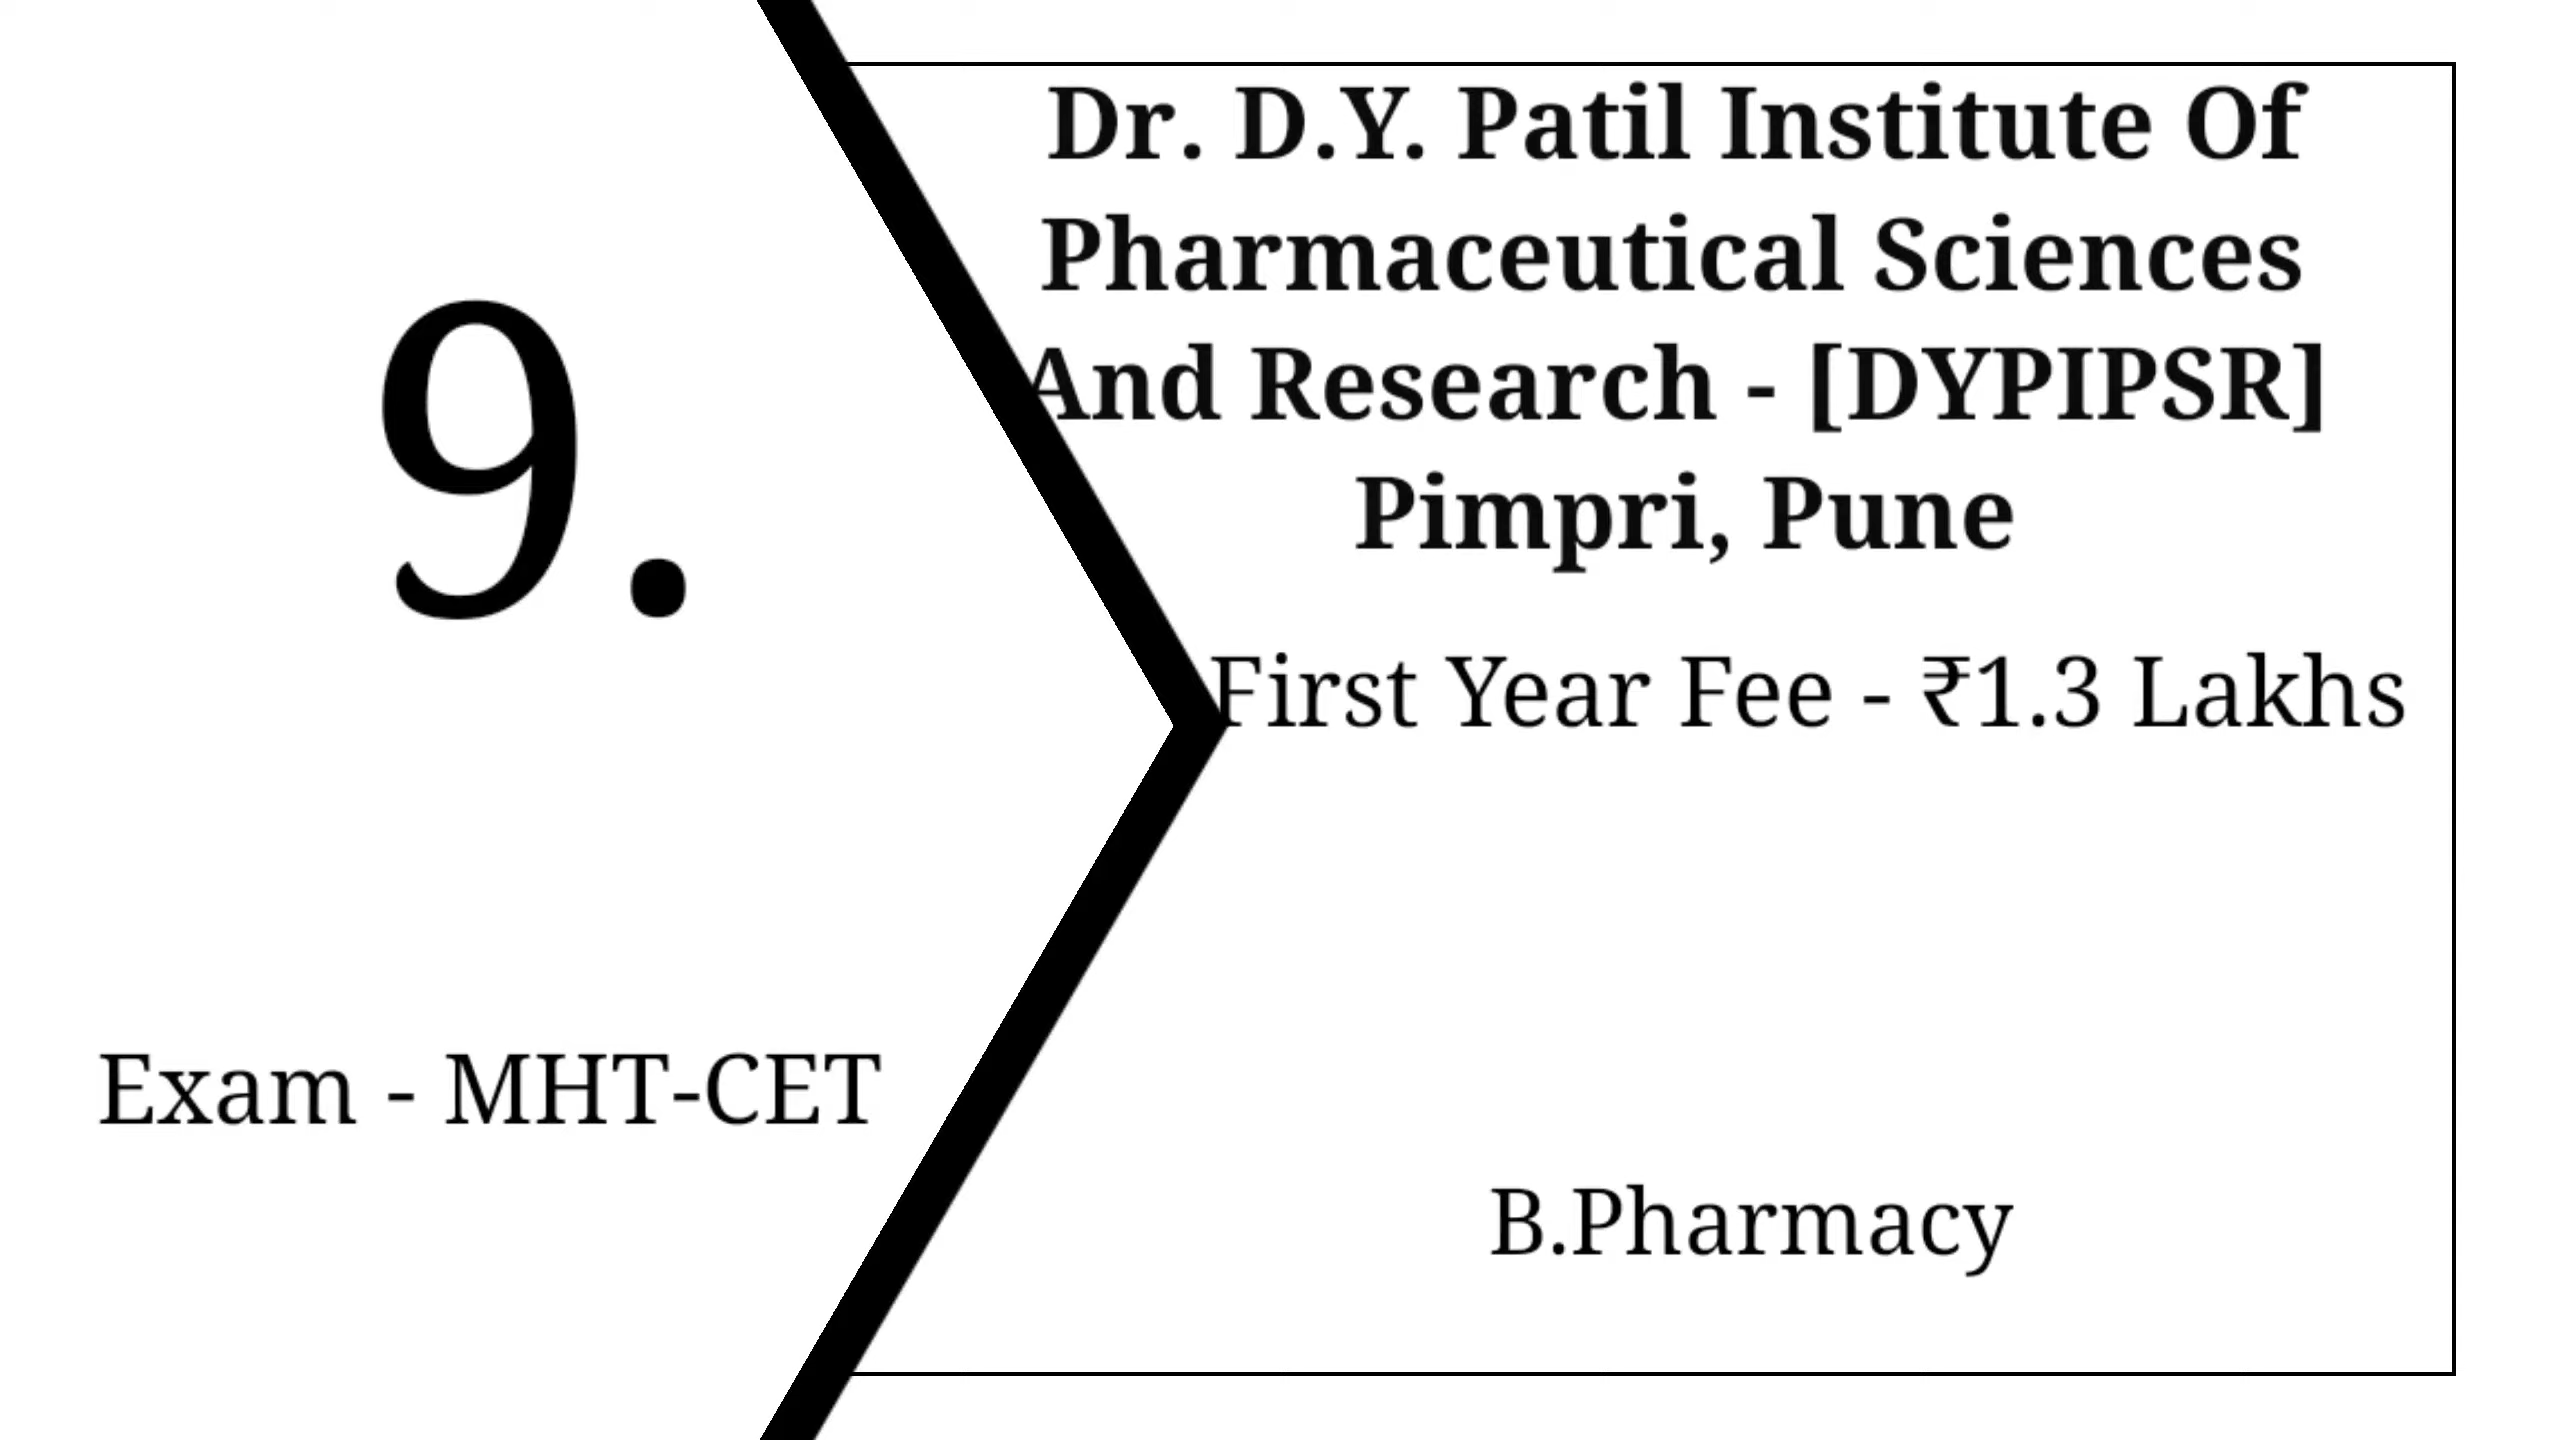 9.
Exam - MHT-CET
Dr. D.Y. Patil Institute Of
Pharmaceutical Sciences
And Research - [DYPIPSR]
Pimpri, Pune
First Year Fee - ₹1.3 Lakhs
B.Pharmacy